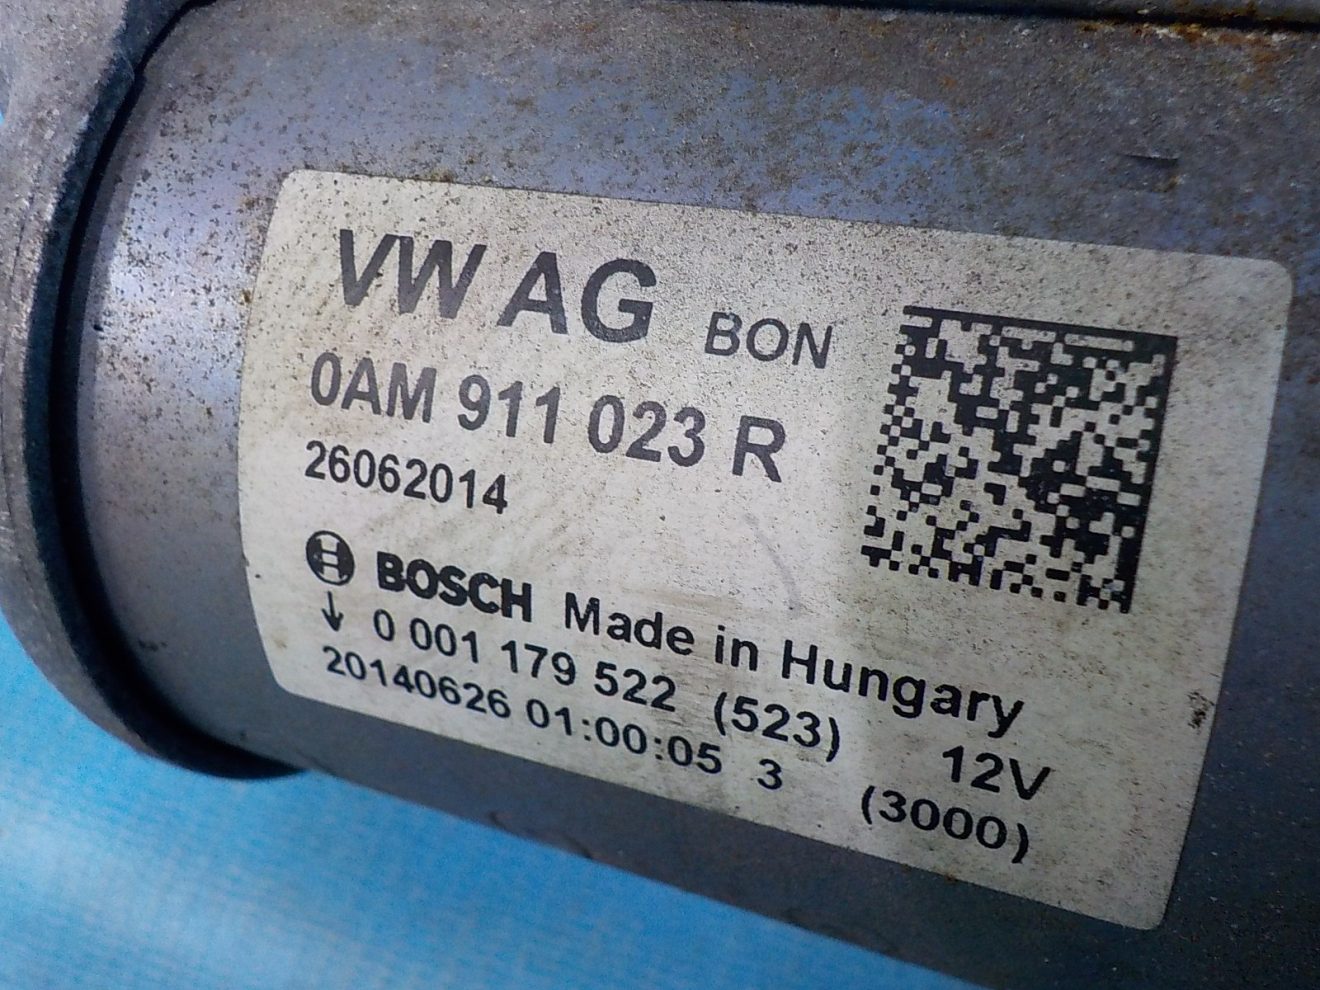 VW AG BON
0AM 911 023 R
26062014
BOSCH Made in Hungary
↓ 0 001 179 522 (523) 12V
20140626 01:00:05 3 (3000)